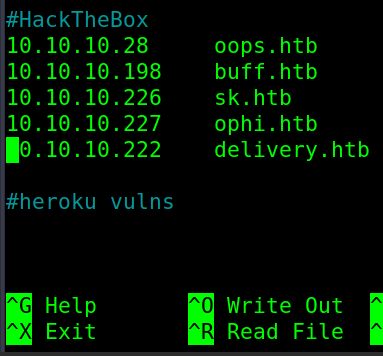 #HackTheBox
10.10.10.28 oops.htb
10.10.10.198 buff.htb
10.10.10.226 sk.htb
10.10.10.227 ophi.htb
10.10.10.222 delivery.htb
#heroku vulns
^G Help ^O Write Out ^
^X Exit ^R Read File ^